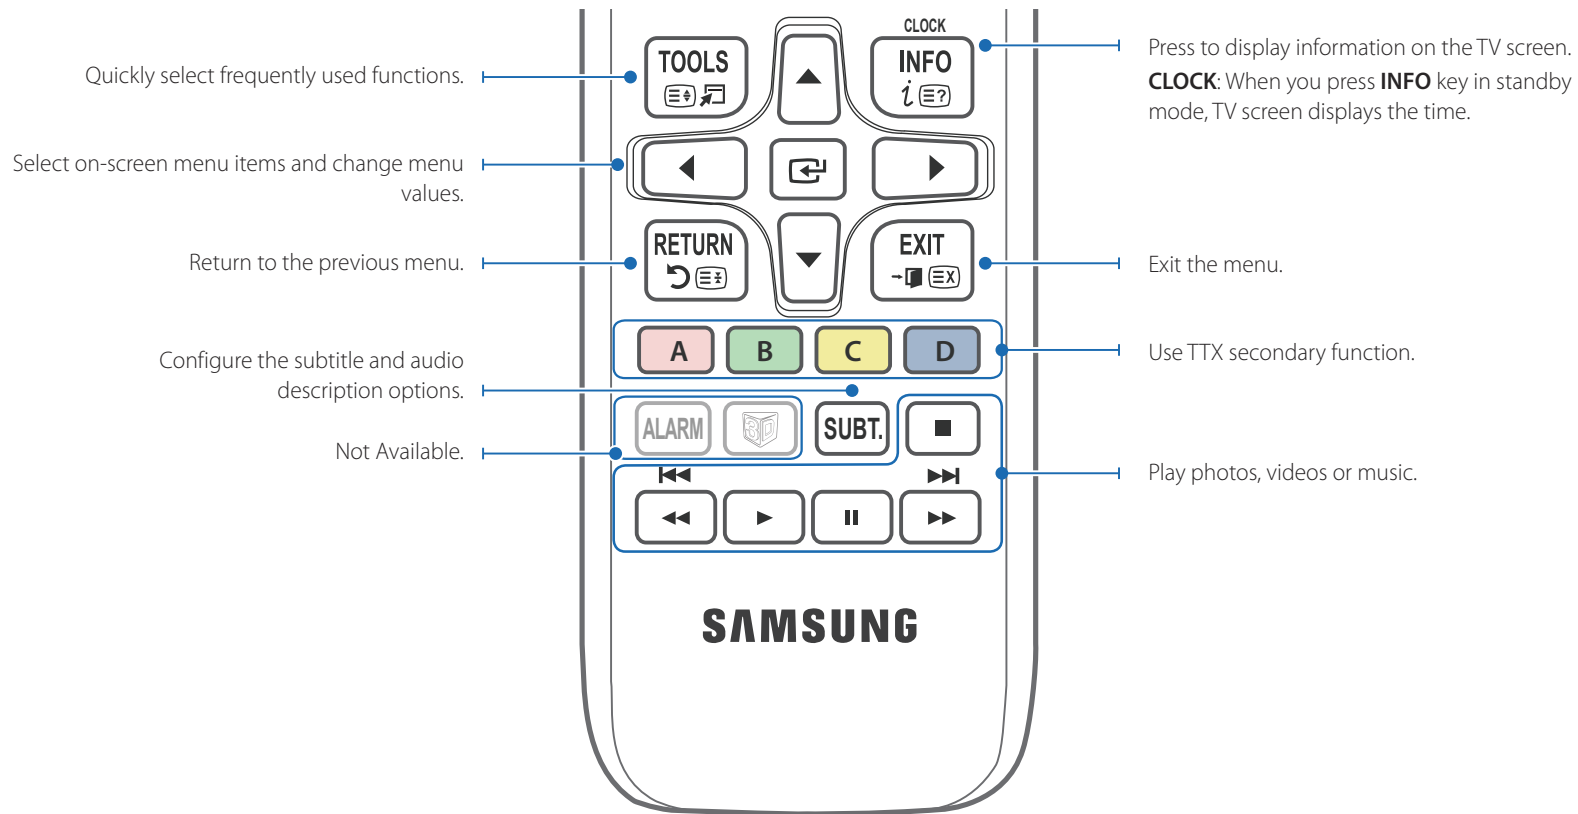 CLOCK
TOOLS
INFO
Quickly select frequently used functions.
Press to display information on the TV screen.
CLOCK: When you press INFO key in standby
mode, TV screen displays the time.
Select on-screen menu items and change menu
values.
RETURN
EXIT
Return to the previous menu.
Exit the menu.
A B C D
Use TTX secondary function.
Configure the subtitle and audio
description options.
ALARM 3D SUBT.
Not Available.
Play photos, videos or music.
SAMSUNG